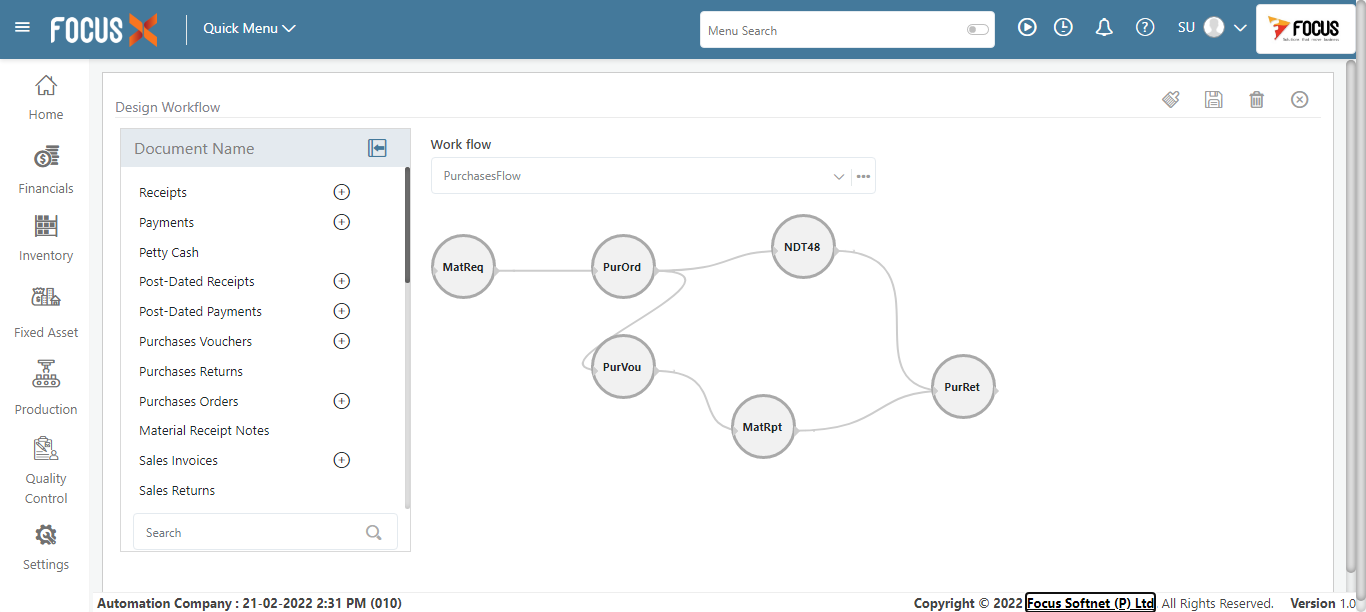 FOCUS X
Quick Menu
Menu Search
SU
FOCUS
Design Workflow
Home
Financials
Inventory
Fixed Asset
Production
Quality
Control
Settings
Document Name
Receipts
Payments
Petty Cash
Post-Dated Receipts
Post-Dated Payments
Purchases Vouchers
Purchases Returns
Purchases Orders
Material Receipt Notes
Sales Invoices
Sales Returns
Search
Work flow
PurchasesFlow
MatReq
PurOrd
NDT48
PurVou
MatRpt
PurRet
Automation Company : 21-02-2022 2:31 PM (010)
Copyright © 2022 Focus Softnet (P) Ltd. All Rights Reserved. Version 1.0